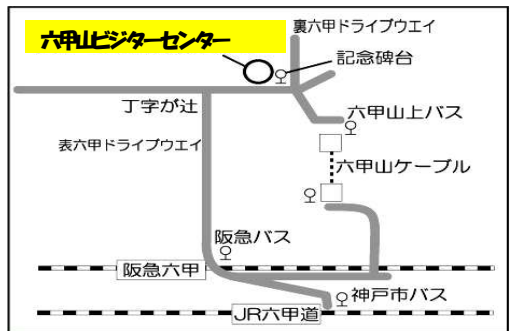 裏六甲ドライブウエイ
六甲山ビジターセンター
記念碑台
丁字が辻
六甲山上バス
表六甲ドライブウエイ
六甲山ケーブル
阪急バス
阪急六甲
神戸市バス
JR六甲道